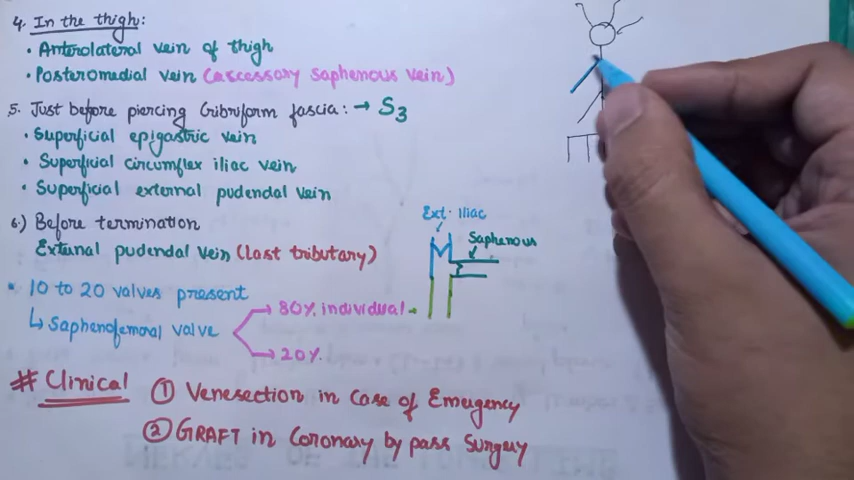 4. In the thigh:
• Anterolateral vein of thigh
• Posteromedial vein (accessory saphenous vein)
5. Just before piercing Cribriform fascia: → S3
• Superficial epigastric vein
• Superficial circumflex iliac vein
• Superficial external pudendal vein
6.) Before termination
External pudendal vein (Last tributary)
Ext. Iliac
Saphenous
• 10 to 20 valves present
↳ Saphenofemoral valve
→ 80% individual
→ 20%
# Clinical
① Venesection in Case of Emergency
② GRAFT in Coronary by pass Surgery